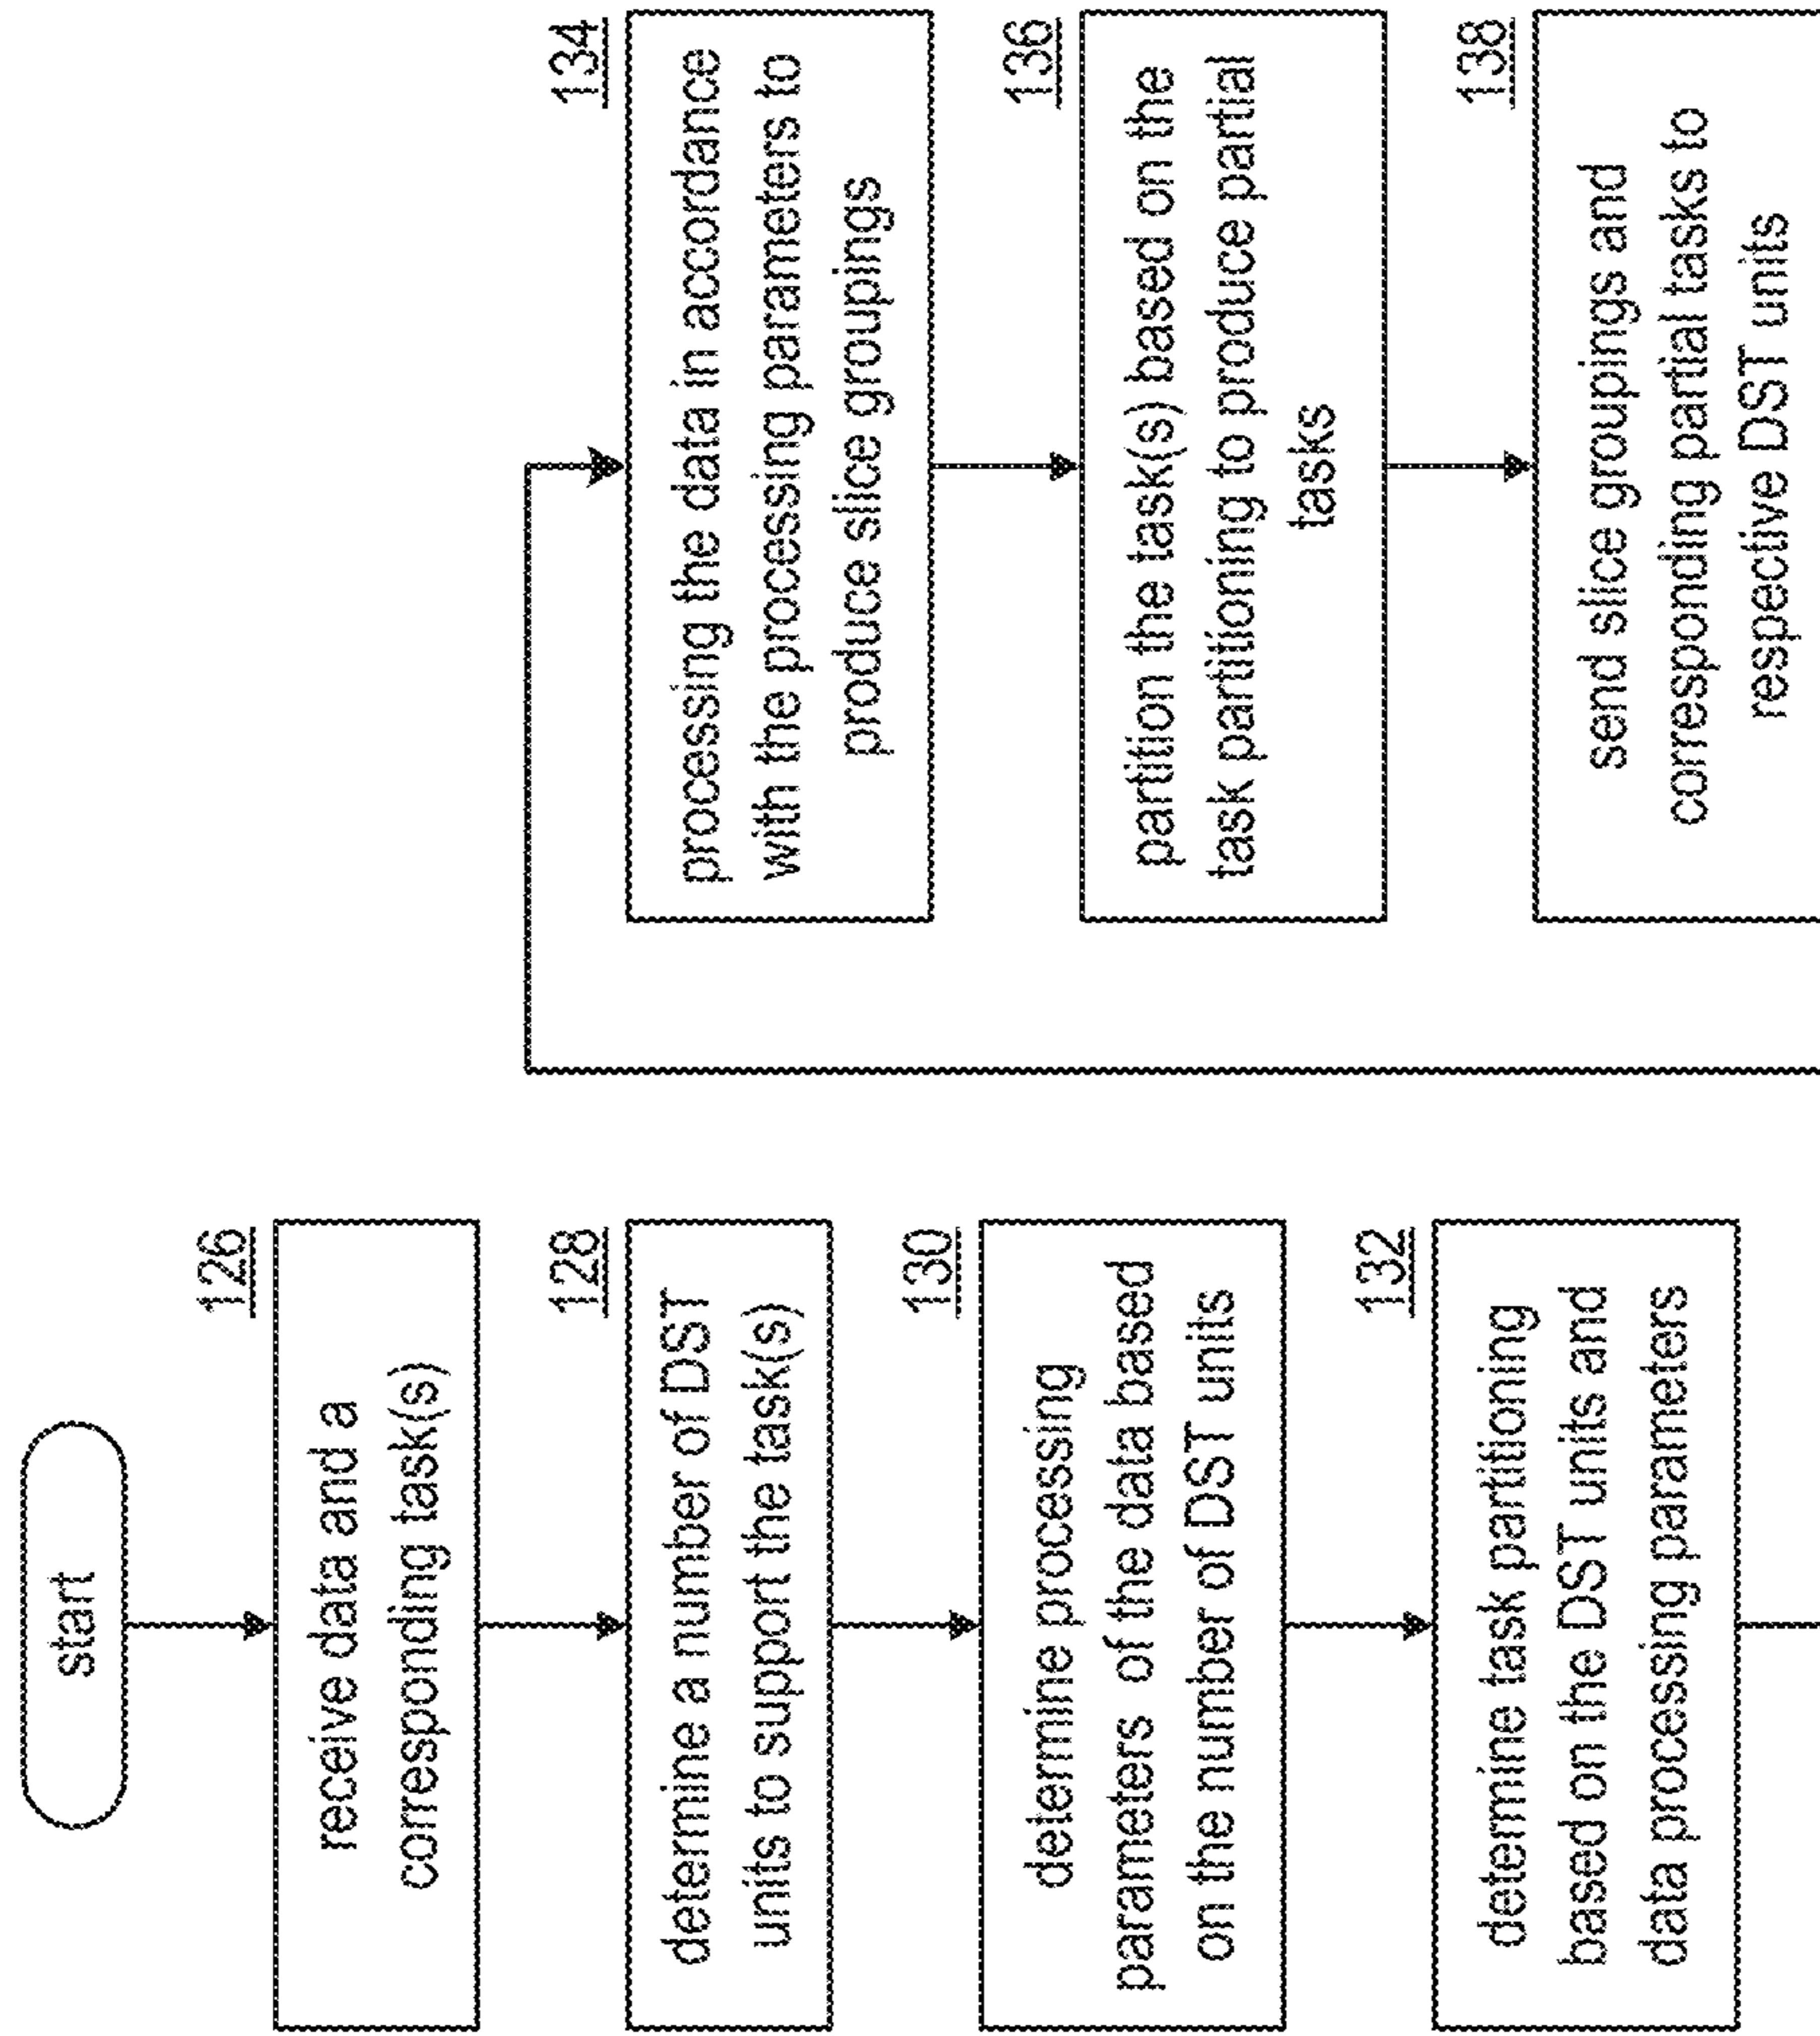 start
126
receive data and a
corresponding task(s)
128
determine a number of DST
units to support the task(s)
130
determine processing
parameters of the data based
on the number of DST units
132
determine task partitioning
based on the DST units and
data processing parameters
134
processing the data in accordance
with the processing parameters to
produce slice groupings
136
partition the task(s) based on the
task partitioning to produce partial
tasks
138
send slice groupings and
corresponding partial tasks to
respective DST units